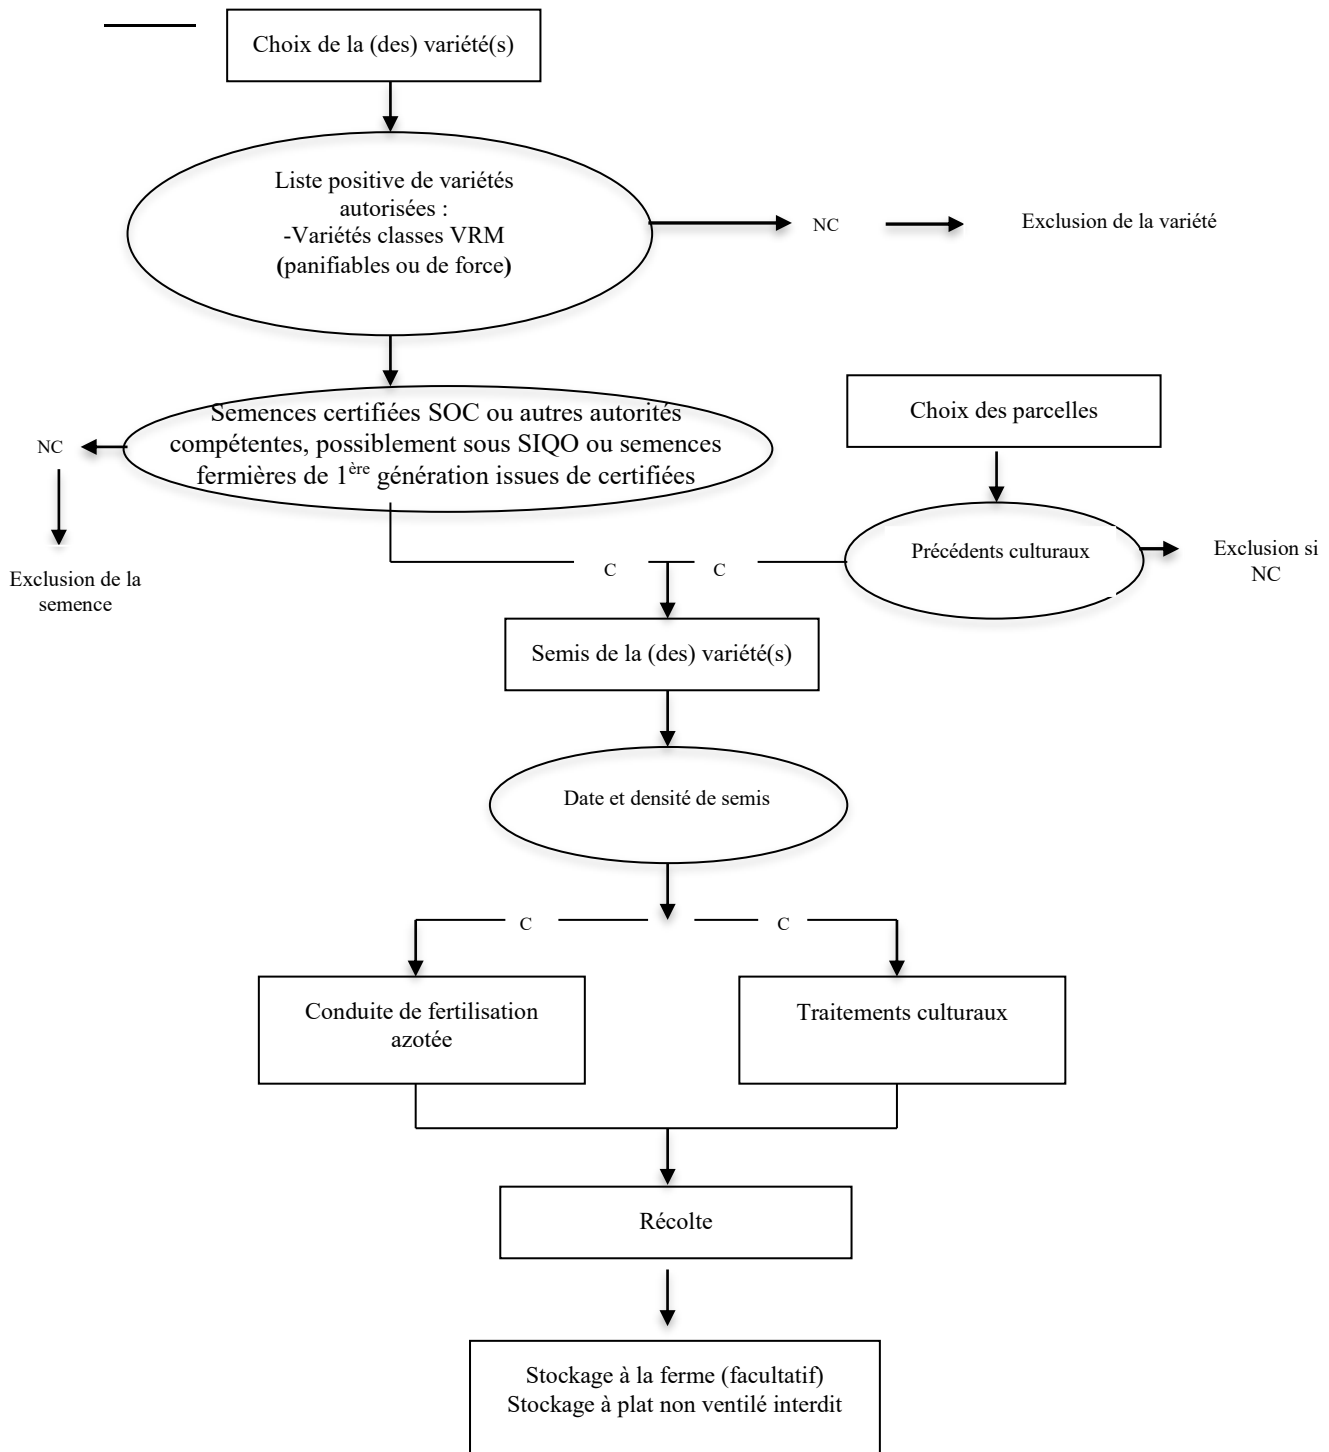 Choix de la (des) variété(s)
Liste positive de variétés
autorisées :
-Variétés classes VRM
(panifiables ou de force)
NC
Exclusion de la variété
Semences certifiées SOC ou autres autorités
compétentes, possiblement sous SIQO ou semences
fermières de 1ère génération issues de certifiées
NC
Exclusion de la
semence
Choix des parcelles
Précédents culturaux
Exclusion si
NC
C
C
Semis de la (des) variété(s)
Date et densité de semis
C
C
Conduite de fertilisation
azotée
Traitements culturaux
Récolte
Stockage à la ferme (facultatif)
Stockage à plat non ventilé interdit